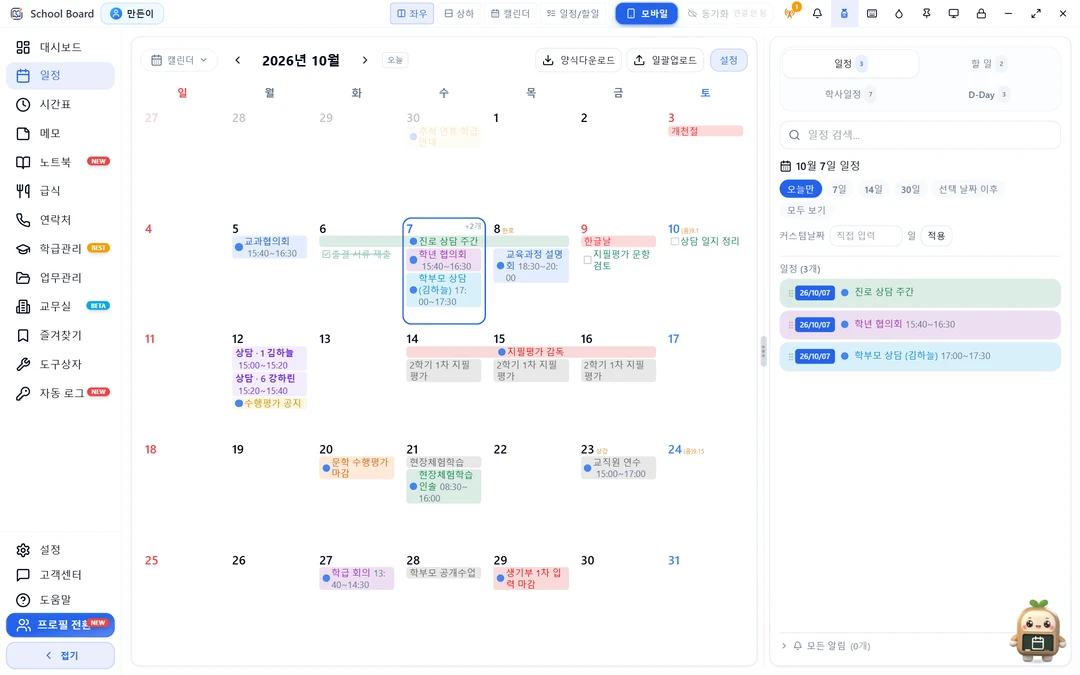 School Board 만든이 좌우 상하 캘린더 일정/할일 모바일 동기화 1
대시보드
일정
시간표
메모
노트북 NEW
급식
연락처
학급관리 BEST
업무관리
교무실 BETA
즐겨찾기
도구상자
자동 로그 NEW
설정
고객센터
도움말
프로필 전환 NEW
접기
캘린더 2026년 10월 오늘 양식다운로드 일괄업로드 설정
일 월 화 수 목 금 토
27 28 29 30 1 2 3
추석 연휴 학급
안내
개천절
4 5 6 7 +2개 8 한로 9 10 (음)9.1
교과협의회
15:40~16:30
출결 서류 제출
진로 상담 주간
학년 협의회
15:40~16:30
학부모 상담
(김하늘) 17:
00~17:30
교육과정 설명
회 18:30~20:
00
한글날
지필평가 문항
검토
상담 일지 정리
11 12 13 14 15 16 17
상담 · 1 김하늘
15:00~15:20
상담 · 6 강하린
15:20~15:40
수행평가 공지
지필평가 감독
2학기 1차 지필
평가
2학기 1차 지필
평가
2학기 1차 지필
평가
18 19 20 21 22 23 상강 24 (음)9.15
문학 수행평가
마감
현장체험학습
현장체험학습
인솔 08:30~
16:00
교직원 연수
15:00~17:00
25 26 27 28 29 30 31
학급 회의 13:
40~14:30
학부모 공개수업
생기부 1차 입
력 마감
일정 3 할 일 2
학사일정 7 D-Day 3
일정 검색...
10월 7일 일정
오늘만 7일 14일 30일 선택 날짜 이후
모두 보기
커스텀날짜 직접 입력 일 적용
일정 (3개)
26/10/07 진로 상담 주간
26/10/07 학년 협의회 15:40~16:30
26/10/07 학부모 상담 (김하늘) 17:00~17:30
모든 알림 (0개)